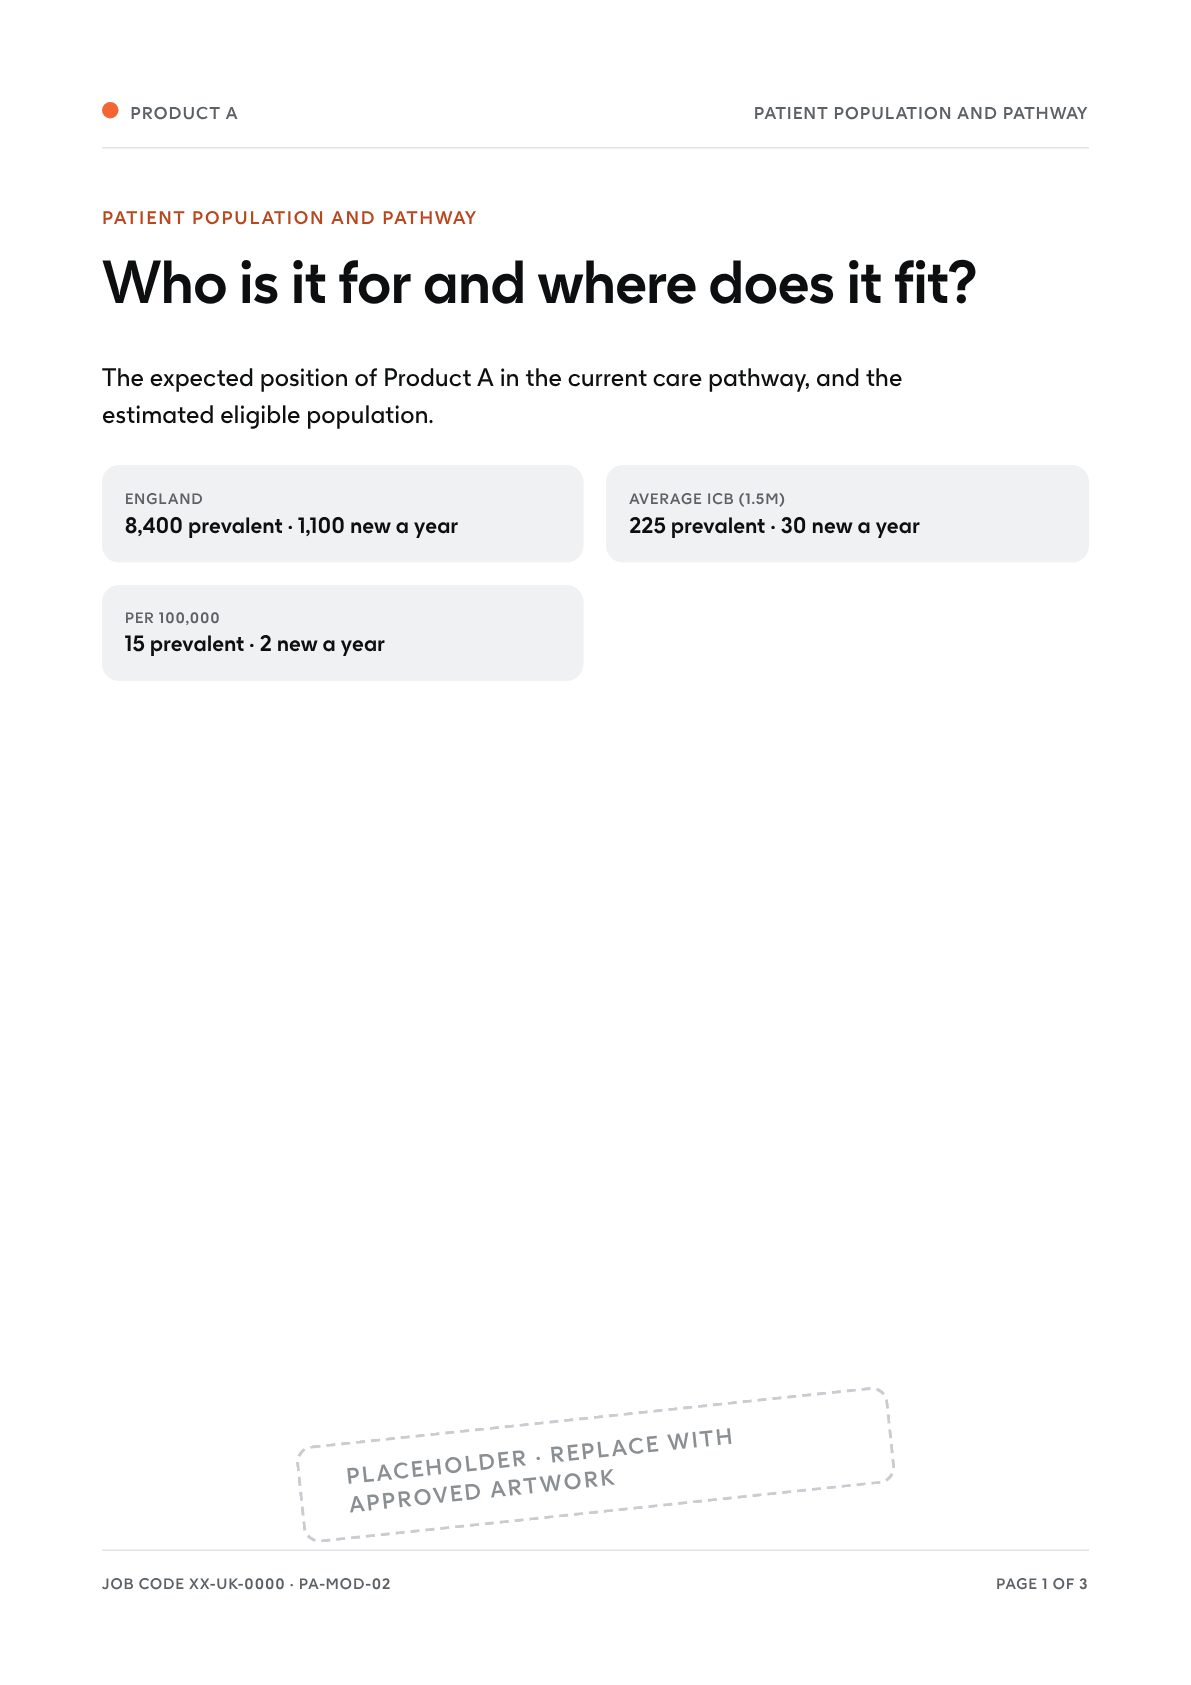 PRODUCT A
PATIENT POPULATION AND PATHWAY
PATIENT POPULATION AND PATHWAY
Who is it for and where does it fit?
The expected position of Product A in the current care pathway, and the
estimated eligible population.
ENGLAND
8,400 prevalent · 1,100 new a year
AVERAGE ICB (1.5M)
225 prevalent · 30 new a year
PER 100,000
15 prevalent · 2 new a year
PLACEHOLDER · REPLACE WITH
APPROVED ARTWORK
JOB CODE XX-UK-0000 · PA-MOD-02
PAGE 1 OF 3